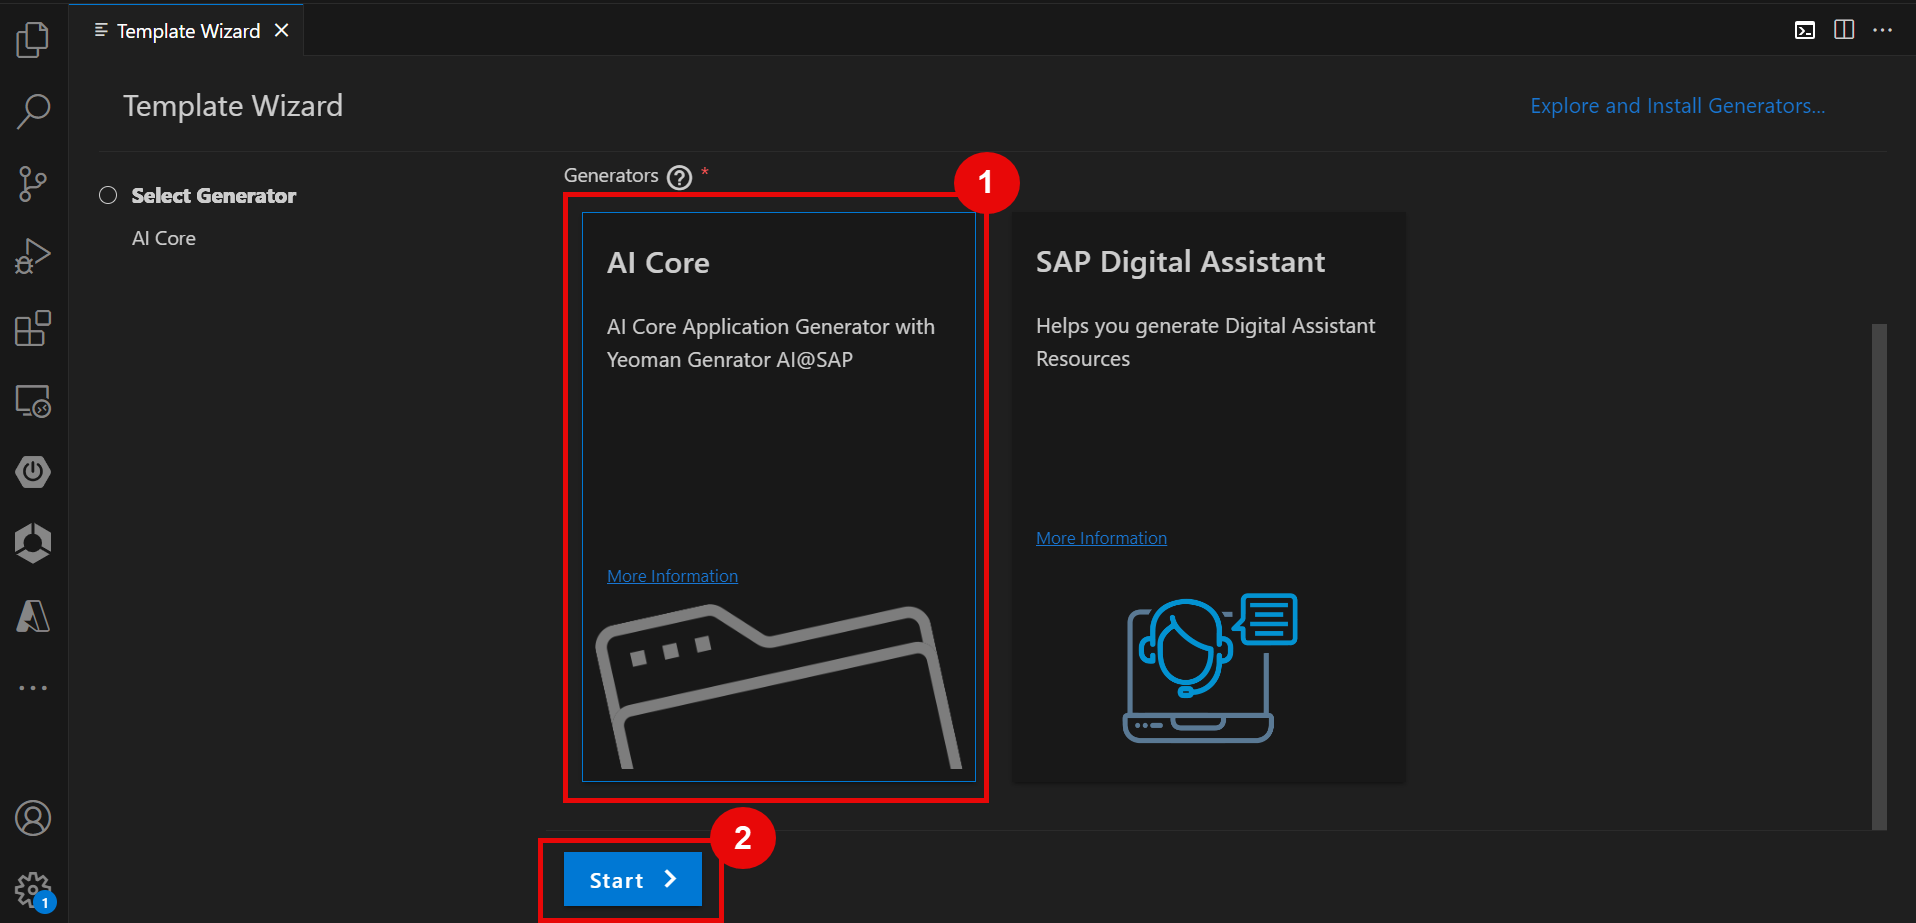 Template Wizard
Template Wizard
Explore and Install Generators...
Select Generator
AI Core
Generators ? *
1
AI Core
AI Core Application Generator with
Yeoman Genrator AI@SAP
More Information
SAP Digital Assistant
Helps you generate Digital Assistant
Resources
More Information
2
Start
1